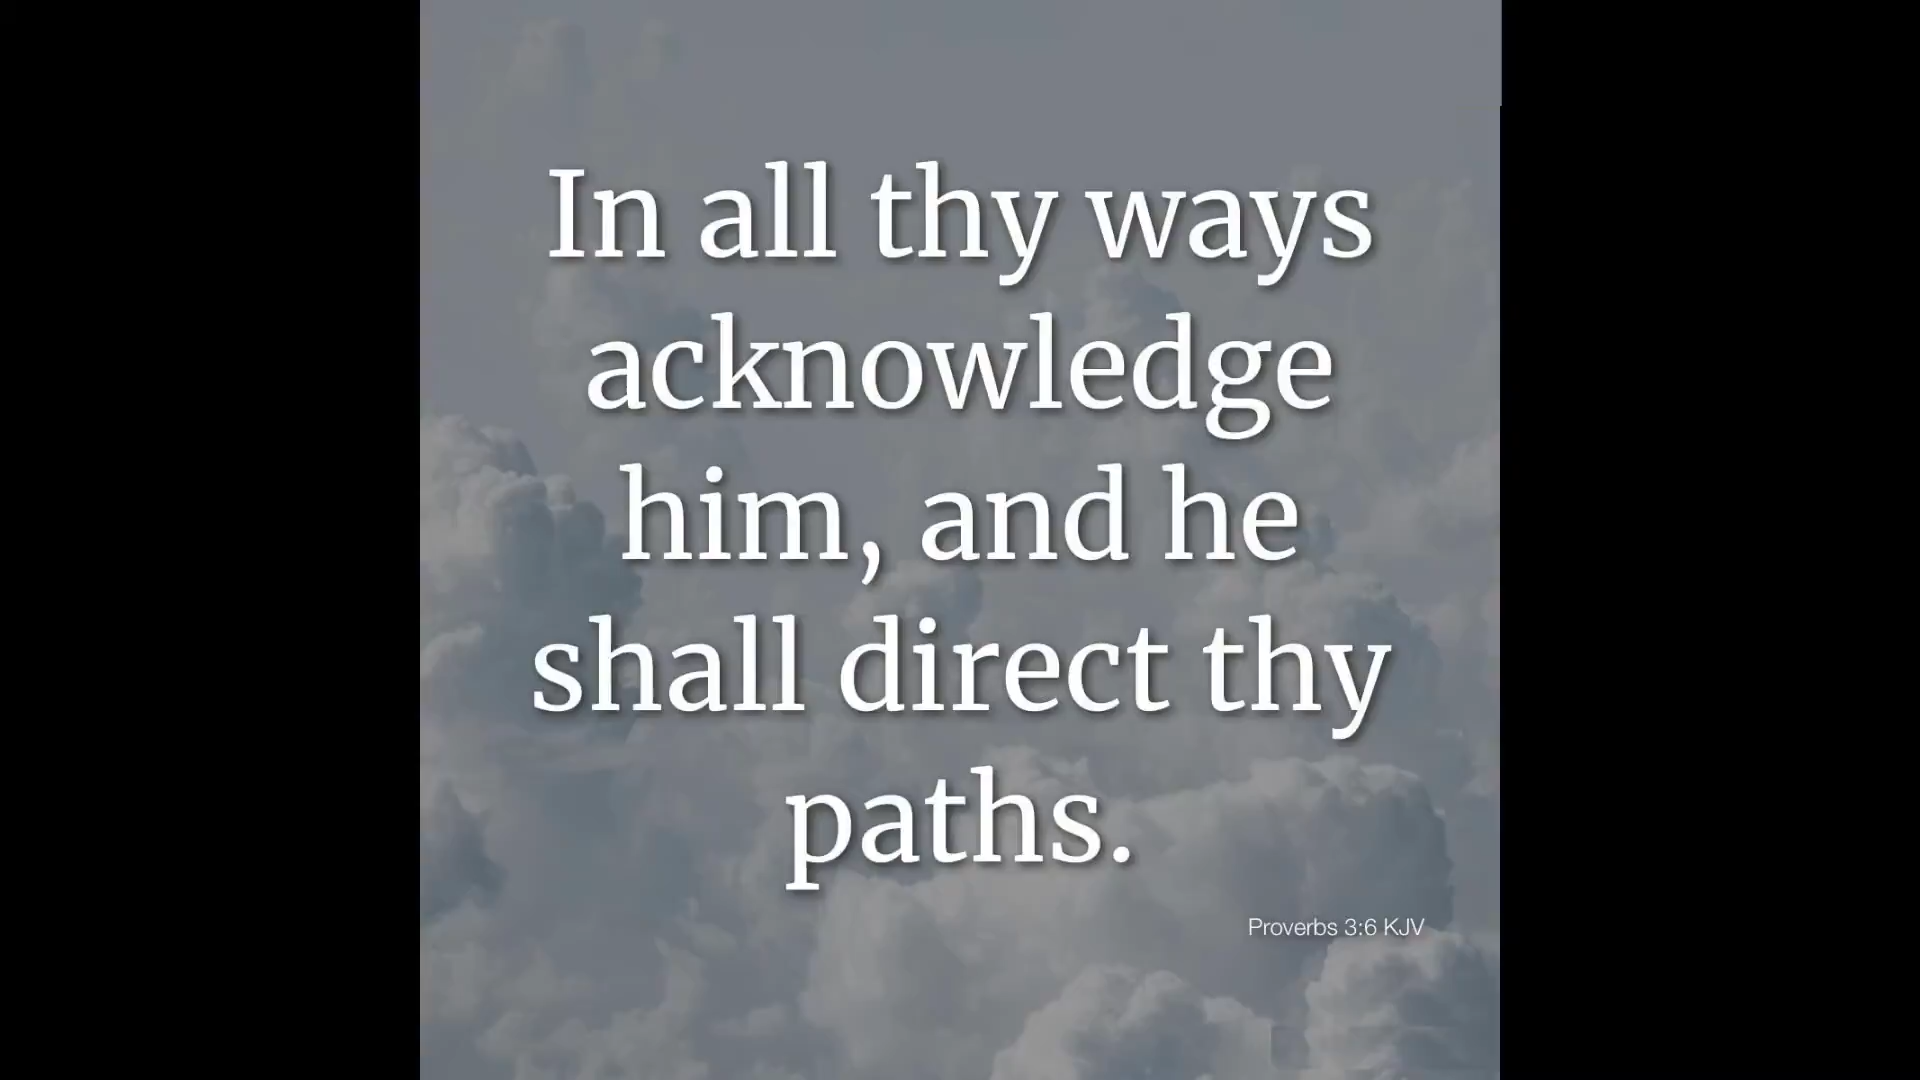 In all thy ways
acknowledge
him, and he
shall direct thy
paths.
Proverbs 3:6 KJV